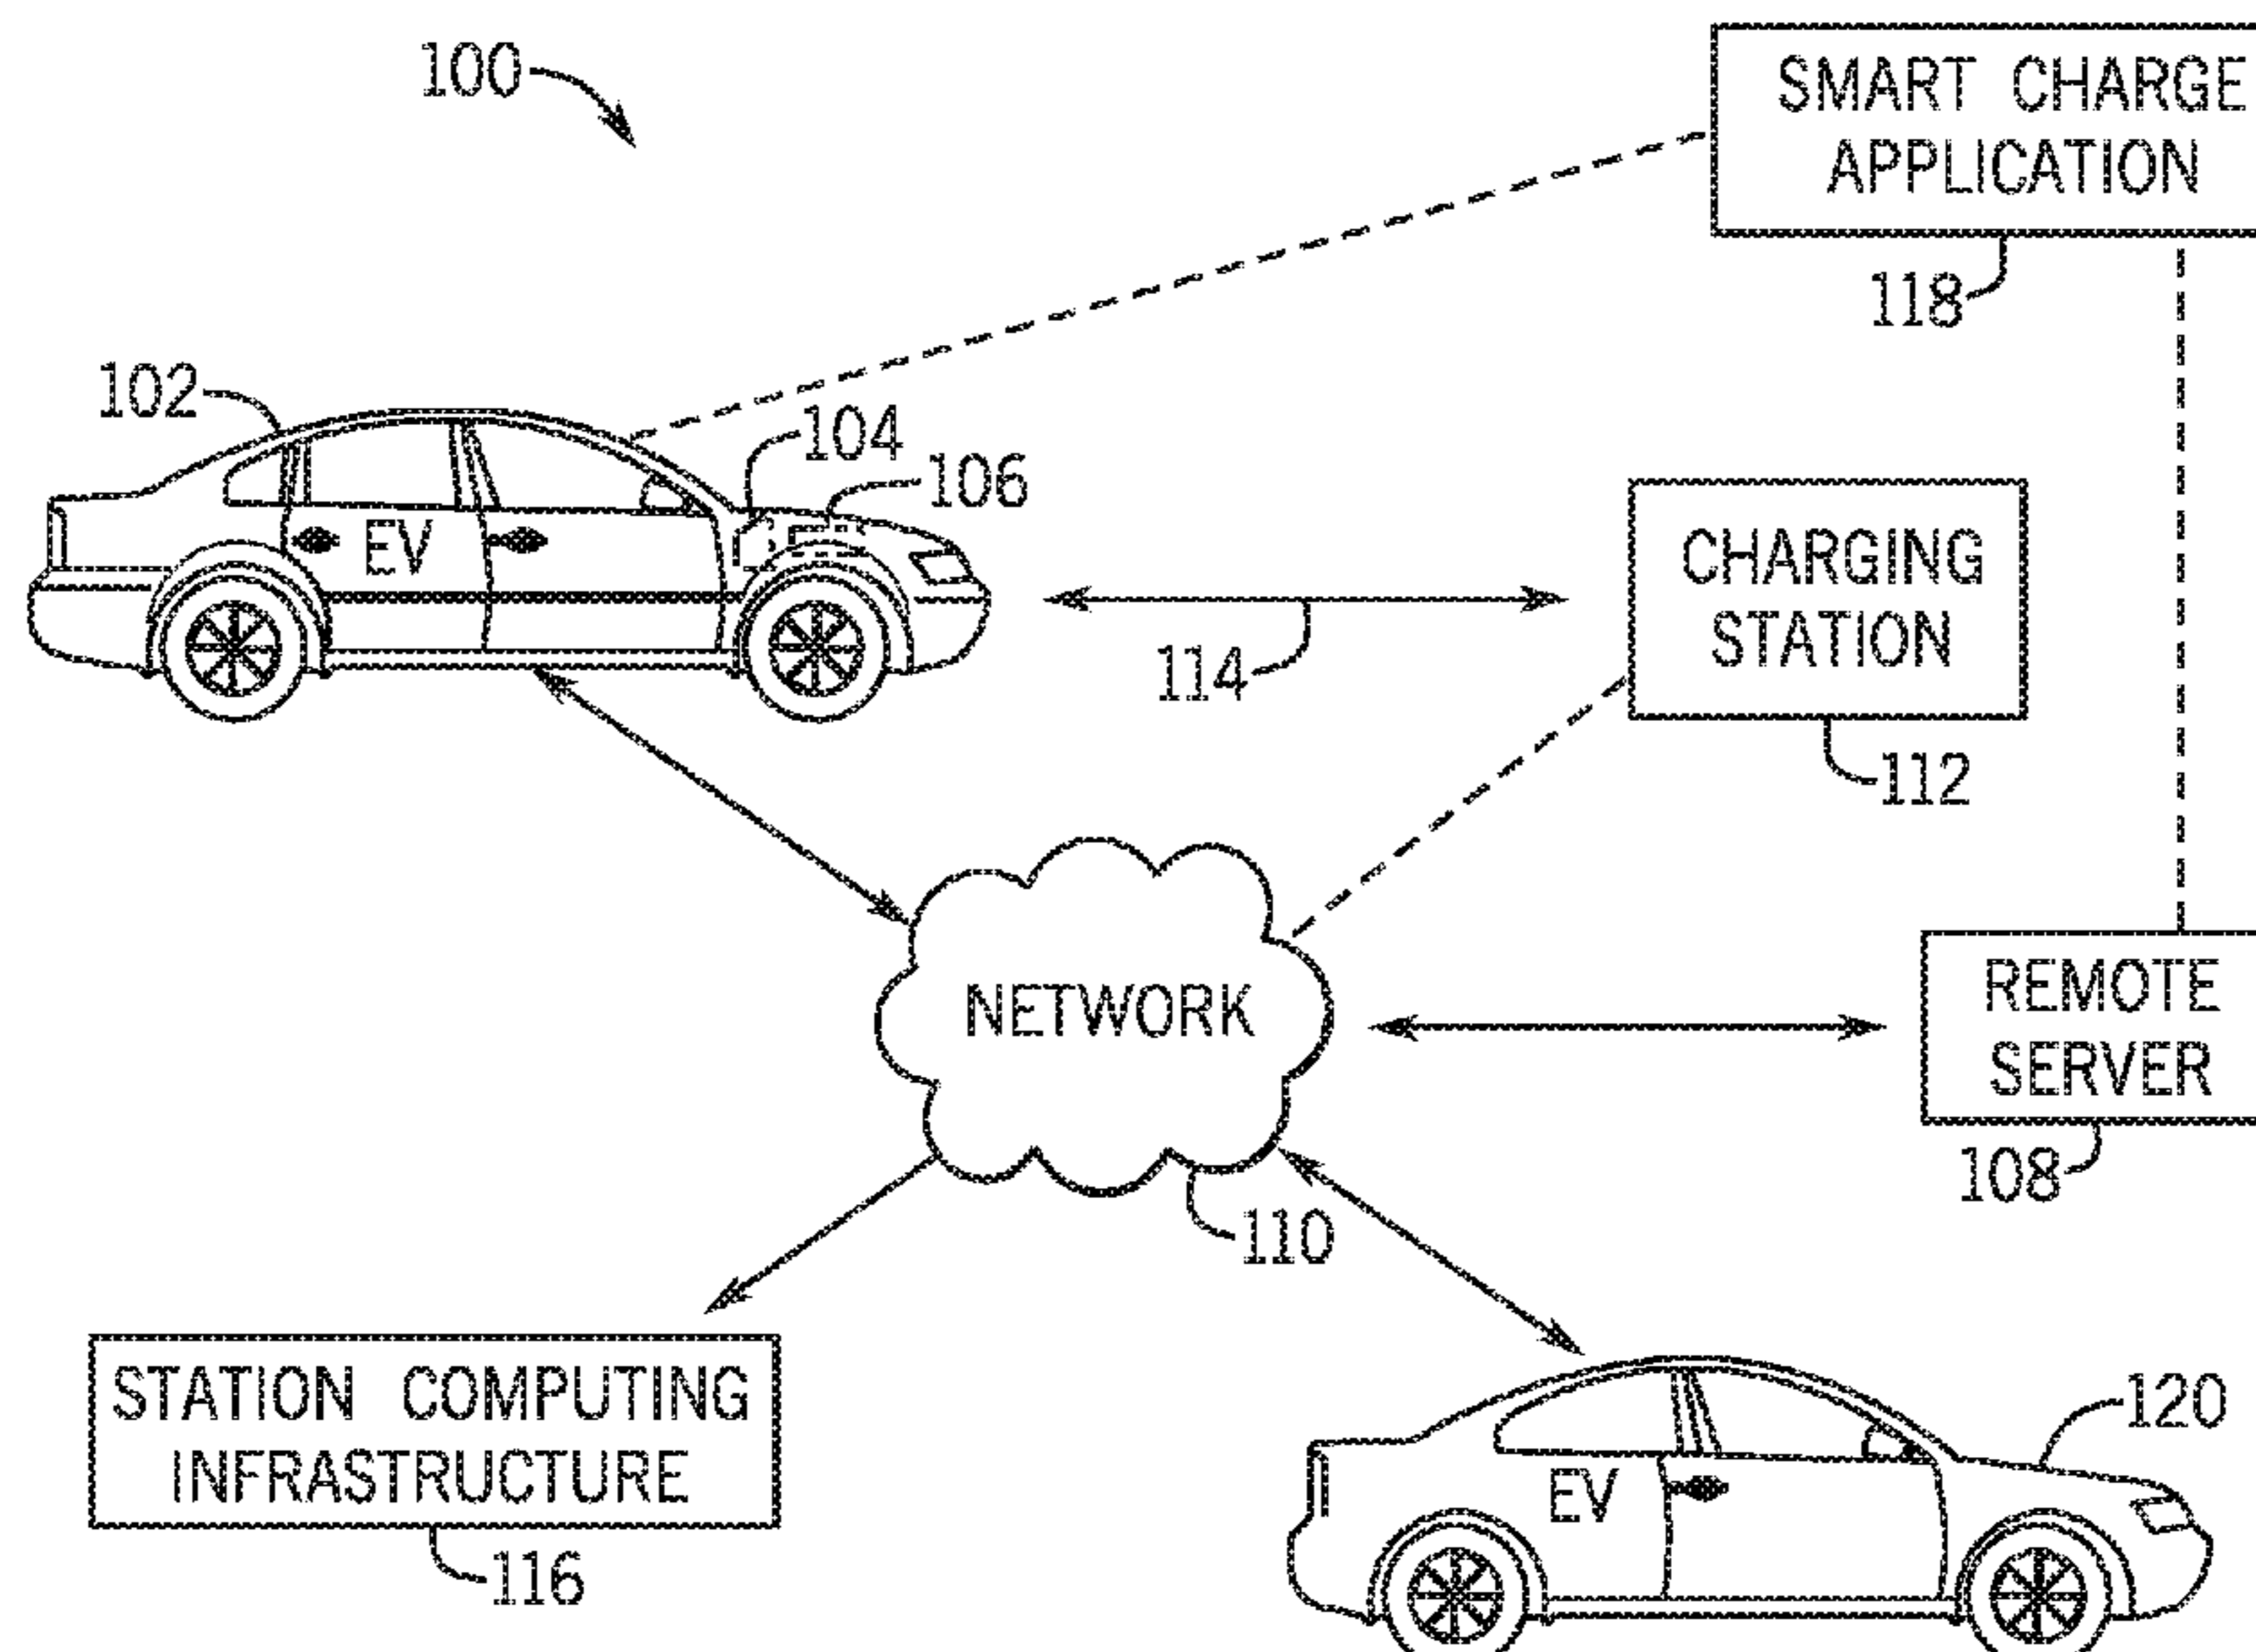 100
SMART CHARGE
APPLICATION
118
102
104
106
EV
CHARGING
STATION
114
112
NETWORK
REMOTE
SERVER
108
110
STATION COMPUTING
INFRASTRUCTURE
116
120
EV